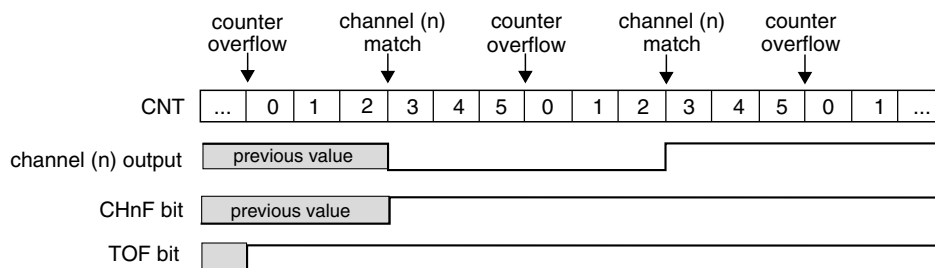 counter overflow
channel (n) match
counter overflow
channel (n) match
counter overflow
CNT ... 0 1 2 3 4 5 0 1 2 3 4 5 0 1 ...
channel (n) output previous value
CHnF bit previous value
TOF bit